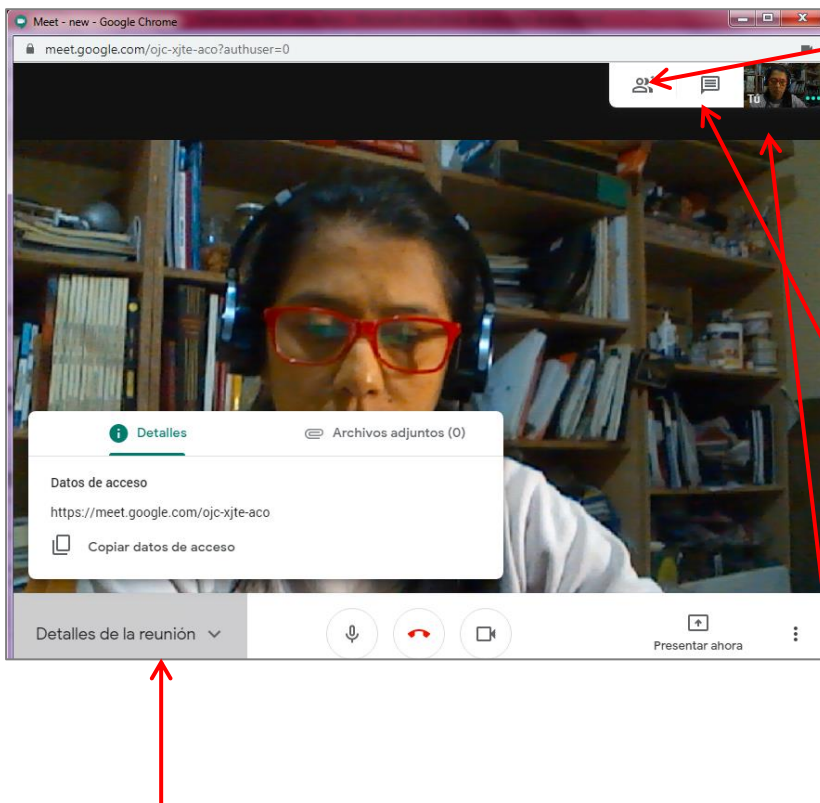 Meet - new - Google Chrome
meet.google.com/ojc-xjte-aco?authuser=0
Tú
Detalles
Archivos adjuntos (0)
Datos de acceso
https://meet.google.com/ojc-xjte-aco
Copiar datos de acceso
Detalles de la reunión
Presentar ahora